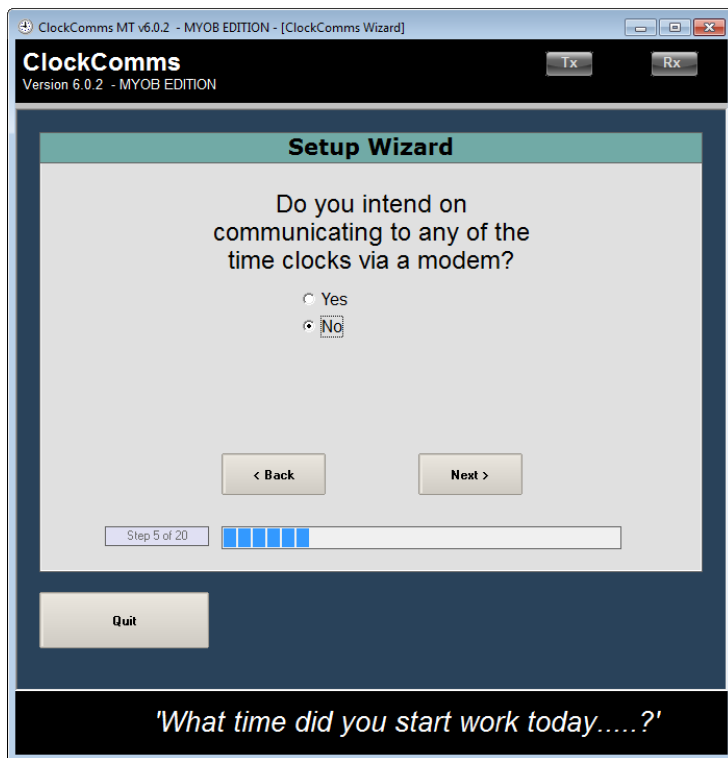 ClockComms MT v6.0.2  - MYOB EDITION - [ClockComms Wizard]
ClockComms
Version 6.0.2  - MYOB EDITION
Tx
Rx
Setup Wizard
Do you intend on
communicating to any of the
time clocks via a modem?
Yes
No
< Back
Next >
Step 5 of 20
Quit
'What time did you start work today.....?'